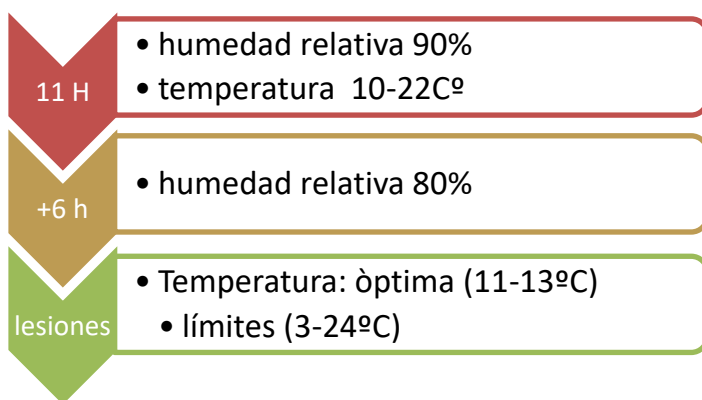 11 H
• humedad relativa 90%
• temperatura 10-22Cº
+6 h
• humedad relativa 80%
lesiones
• Temperatura: òptima (11-13ºC)
• límites (3-24ºC)